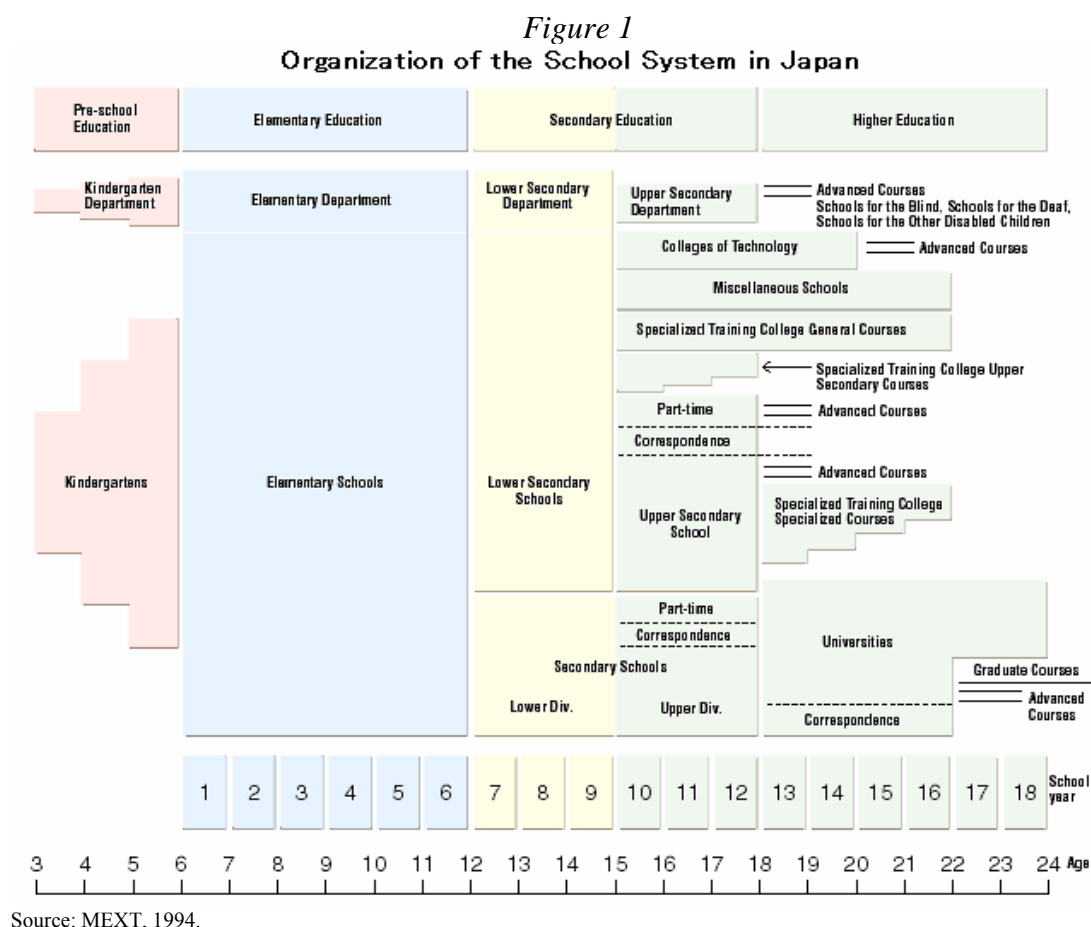 Figure 1
Organization of the School System in Japan
Pre-school
Education
Elementary Education
Secondary Education
Higher Education
Kindergarten
Department
Elementary Department
Lower Secondary
Department
Upper Secondary
Department
Advanced Courses
Schools for the Blind, Schools for the Deaf,
Schools for the Other Disabled Children
Colleges of Technology
Advanced Courses
Miscellaneous Schools
Specialized Training College General Courses
Specialized Training College Upper
Secondary Courses
Part-time
Advanced Courses
Correspondence
Advanced Courses
Kindergartens
Elementary Schools
Lower Secondary
Schools
Upper Secondary
School
Specialized Training College
Specialized Courses
Part-time
Correspondence
Universities
Secondary Schools
Graduate Courses
Lower Div.
Upper Div.
Advanced
Courses
Correspondence
1 2 3 4 5 6 7 8 9 10 11 12 13 14 15 16 17 18 School
year
3 4 5 6 7 8 9 10 11 12 13 14 15 16 17 18 19 20 21 22 23 24 Age
Source: MEXT, 1994.